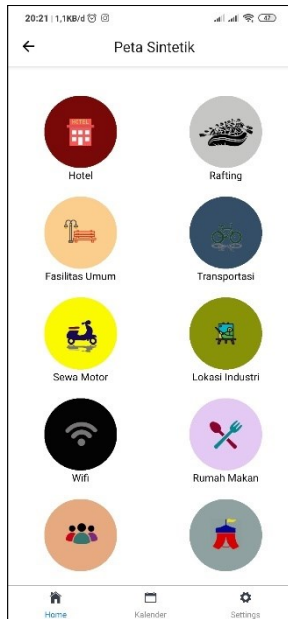 20:21 | 1,1KB/d
47
Peta Sintetik
HOTEL
Hotel
Rafting
Fasilitas Umum
Transportasi
Sewa Motor
Lokasi Industri
Wifi
Rumah Makan
Home
Kalender
Settings